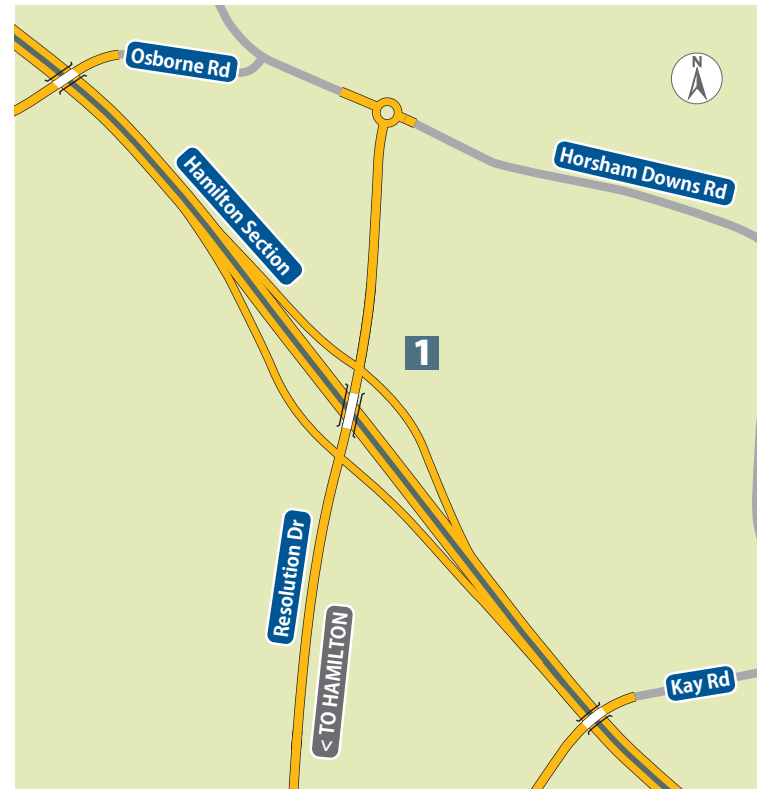 Osborne Rd
N
Horsham Downs Rd
Hamilton Section
1
Resolution Dr
< TO HAMILTON
Kay Rd